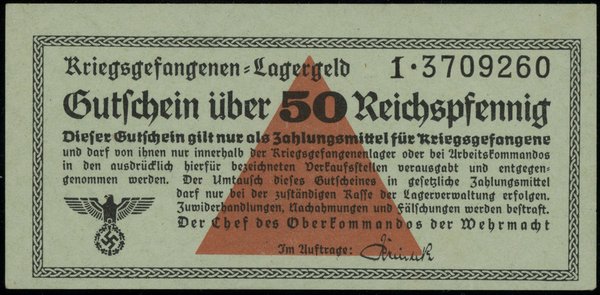 Kriegsgefangenen-Lagergeld
1·3709260
Gutschein über 50 Reichspfennig
Dieser Gutschein gilt nur als Zahlungsmittel für Kriegsgefangene
und darf von ihnen nur innerhalb der Kriegsgefangenenlager oder bei Arbeitskommandos
in den ausdrücklich hierfür bezeichneten Verkaufsstellen verausgabt und entgegen-
genommen werden. Der Umtausch dieses Gutscheines in gesetzliche Zahlungsmittel
darf nur bei der zuständigen Kasse der Lagerverwaltung erfolgen.
Zuwiderhandlungen, Nachahmungen und Fälschungen werden bestraft.
Der Chef des Oberkommandos der Wehrmacht
Im Auftrage: